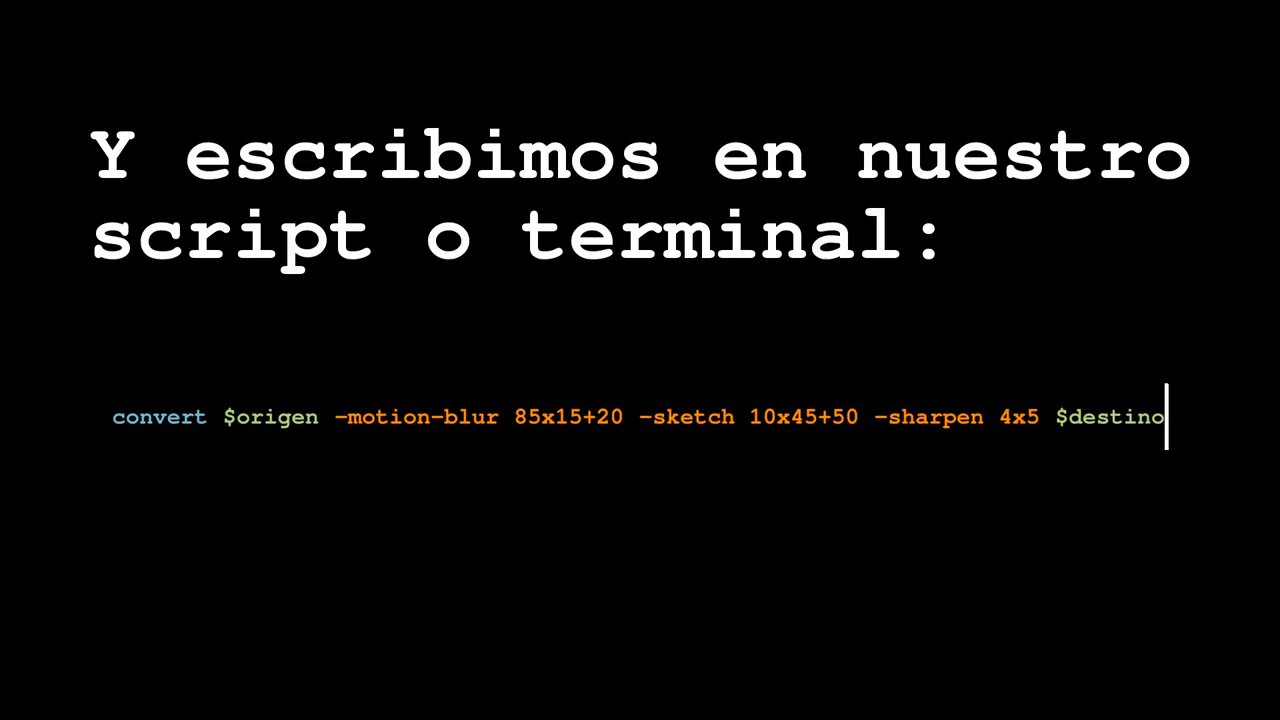 Y escribimos en nuestro
script o terminal:
convert $origen -motion-blur 85x15+20 -sketch 10x45+50 -sharpen 4x5 $destino